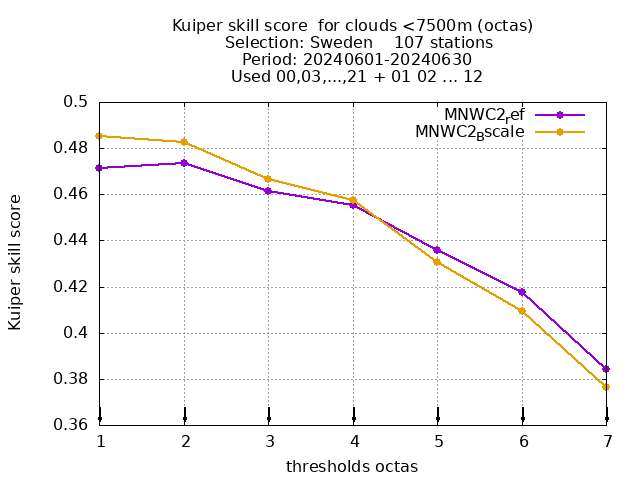 Kuiper skill score  for clouds <7500m (octas)
Selection: Sweden    107 stations
Period: 20240601-20240630
Used 00,03,...,21 + 01 02 ... 12
MNWC2ref
MNWC2Bscale
0.5
0.48
0.46
0.44
0.42
0.4
0.38
0.36
Kuiper skill score
1 2 3 4 5 6 7
thresholds octas